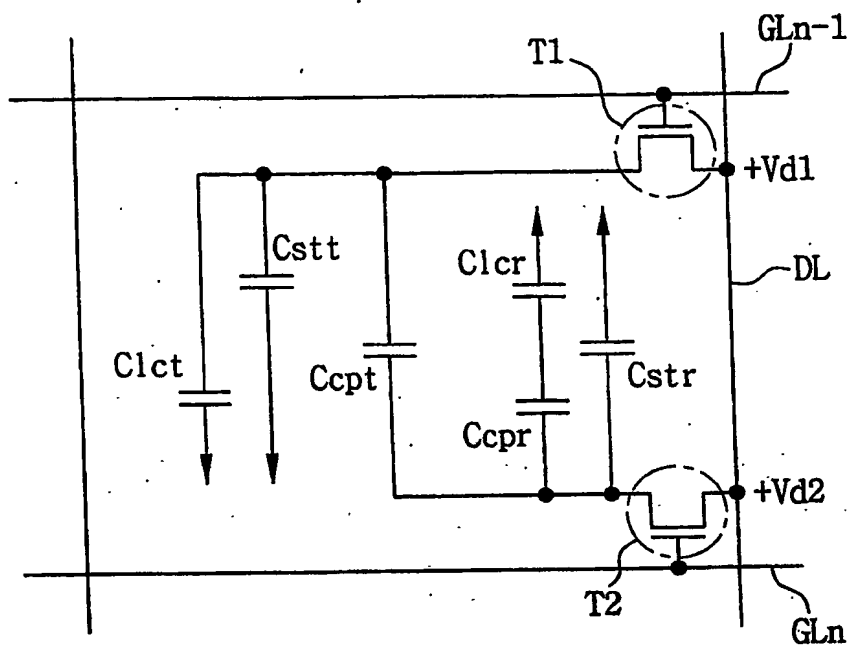 GLn-1
T1
+Vd1
Cstt
Clcr
DL
Clct
Ccpt
Cstr
Ccpr
+Vd2
T2
GLn